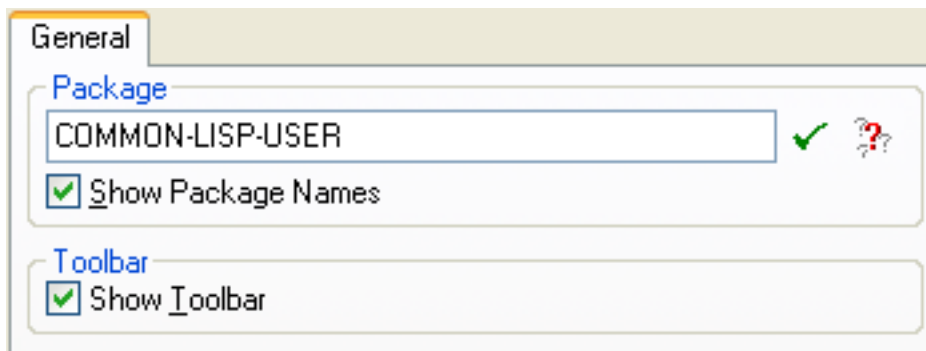 General
Package
COMMON-LISP-USER
Show Package Names
Toolbar
Show Toolbar